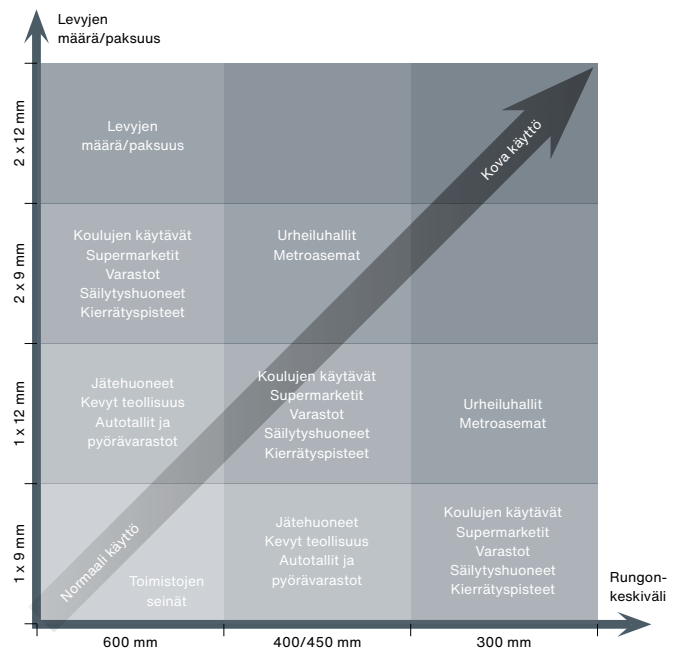 Levyjen
määrä/paksuus
2 x 12 mm
Levyjen
määrä/paksuus
Kova käyttö
2 x 9 mm
Koulujen käytävät
Supermarketit
Varastot
Säilytyshuoneet
Kierrätyspisteet
Urheiluhallit
Metroasemat
1 x 12 mm
Jätehuoneet
Kevyt teollisuus
Autotallit ja
pyörävarastot
Koulujen käytävät
Supermarketit
Varastot
Säilytyshuoneet
Kierrätyspisteet
Urheiluhallit
Metroasemat
1 x 9 mm
Normaali käyttö
Toimistojen
seinät
Jätehuoneet
Kevyt teollisuus
Autotallit ja
pyörävarastot
Koulujen käytävät
Supermarketit
Varastot
Säilytyshuoneet
Kierrätyspisteet
Rungon-
keskiväli
600 mm
400/450 mm
300 mm